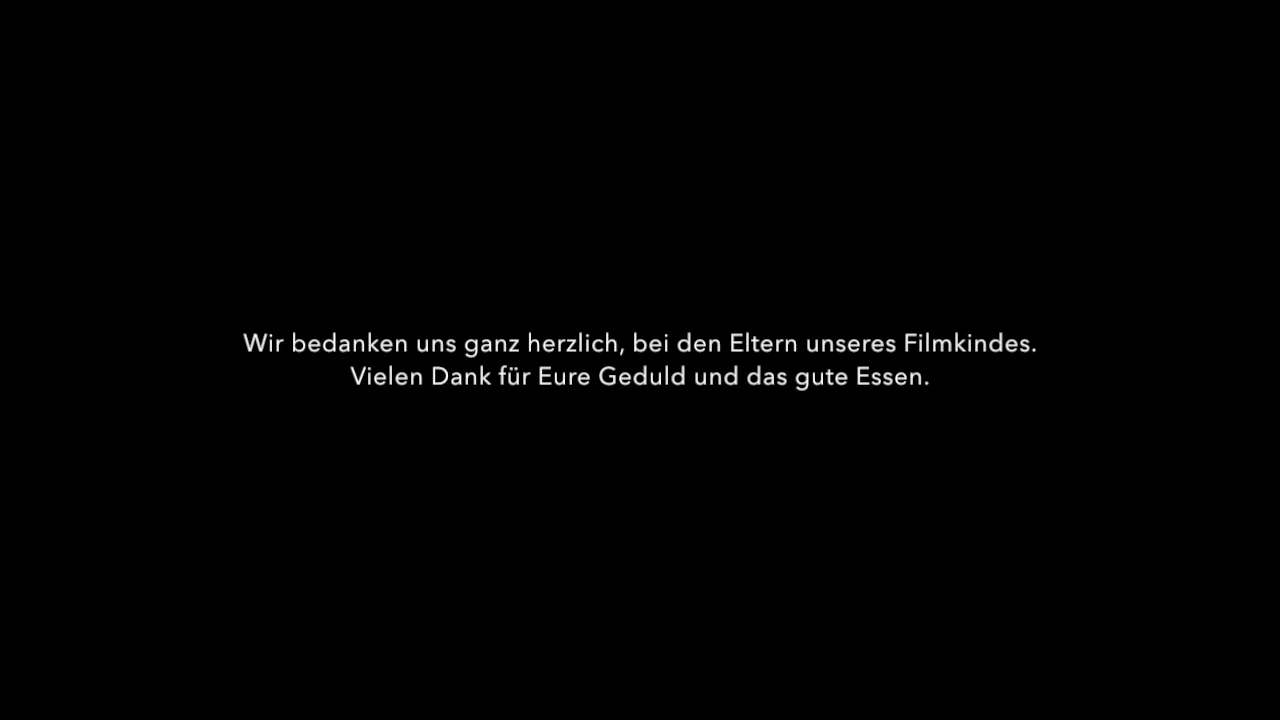 Wir bedanken uns ganz herzlich, bei den Eltern unseres Filmkindes.
Vielen Dank für Eure Geduld und das gute Essen.